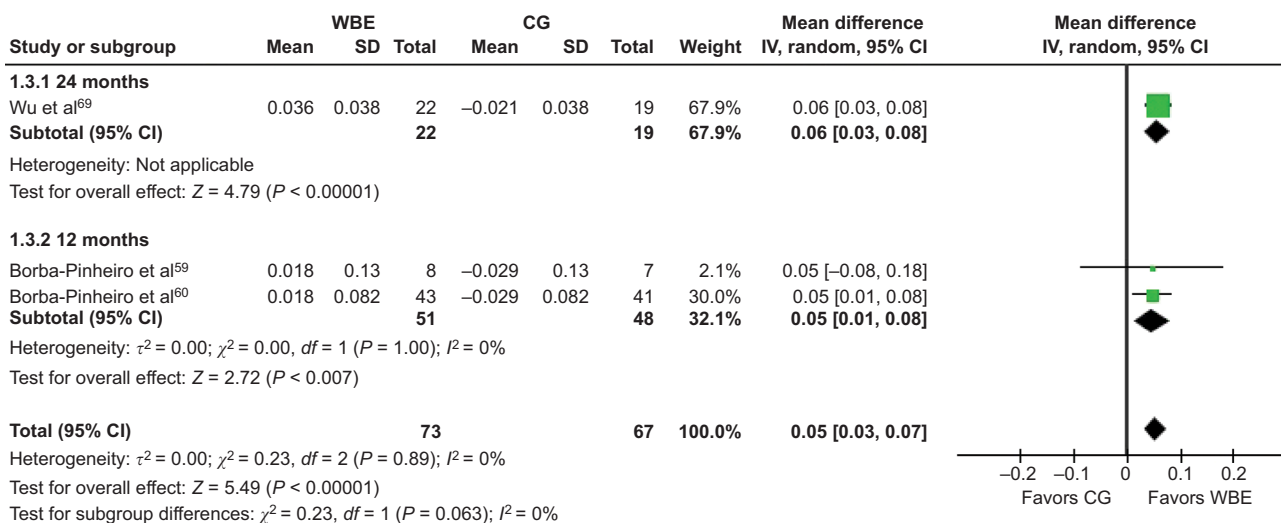 WBE CG Mean difference Mean difference
Study or subgroup Mean SD Total Mean SD Total Weight IV, random, 95% CI IV, random, 95% CI
1.3.1 24 months
Wu et al⁶⁹ 0.036 0.038 22 –0.021 0.038 19 67.9% 0.06 [0.03, 0.08]
Subtotal (95% CI) 22 19 67.9% 0.06 [0.03, 0.08]
Heterogeneity: Not applicable
Test for overall effect: Z = 4.79 (P < 0.00001)
1.3.2 12 months
Borba-Pinheiro et al⁵⁹ 0.018 0.13 8 –0.029 0.13 7 2.1% 0.05 [–0.08, 0.18]
Borba-Pinheiro et al⁶⁰ 0.018 0.082 43 –0.029 0.082 41 30.0% 0.05 [0.01, 0.08]
Subtotal (95% CI) 51 48 32.1% 0.05 [0.01, 0.08]
Heterogeneity: τ² = 0.00; χ² = 0.00, df = 1 (P = 1.00); I² = 0%
Test for overall effect: Z = 2.72 (P < 0.007)
Total (95% CI) 73 67 100.0% 0.05 [0.03, 0.07]
Heterogeneity: τ² = 0.00; χ² = 0.23, df = 2 (P = 0.89); I² = 0%
Test for overall effect: Z = 5.49 (P < 0.00001)
Test for subgroup differences: χ² = 0.23, df = 1 (P = 0.063); I² = 0%
–0.2 –0.1 0 0.1 0.2
Favors CG Favors WBE